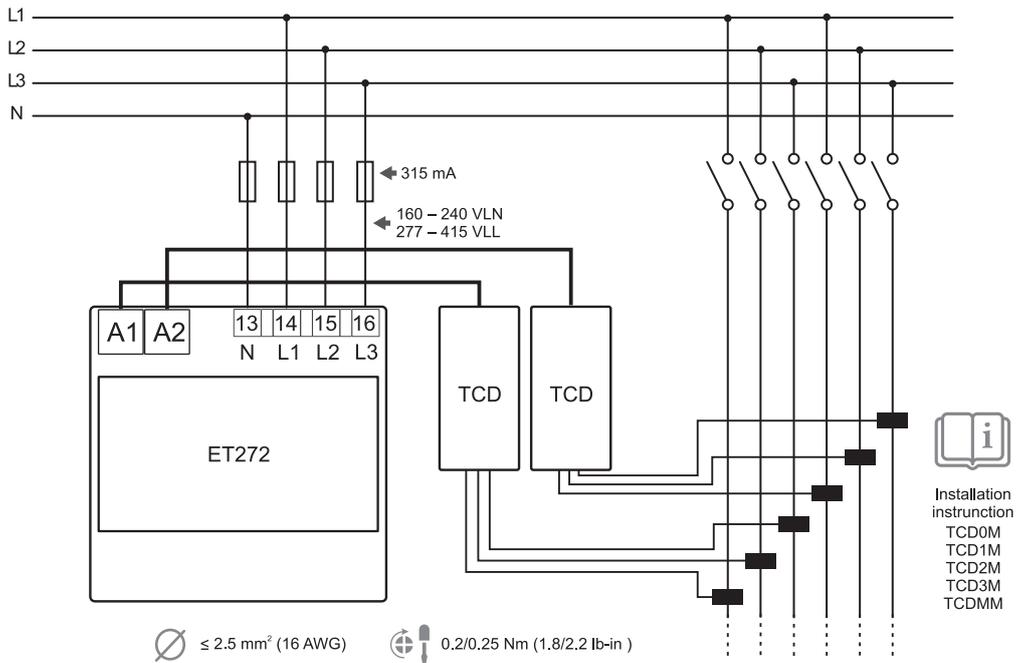 L1
L2
L3
N
315 mA
160 – 240 VLN
277 – 415 VLL
A1 A2 13 14 15 16
N L1 L2 L3
TCD TCD
ET272
i
Installation
instrunction
TCD0M
TCD1M
TCD2M
TCD3M
TCDMM
≤ 2.5 mm² (16 AWG)
0.2/0.25 Nm (1.8/2.2 lb-in )